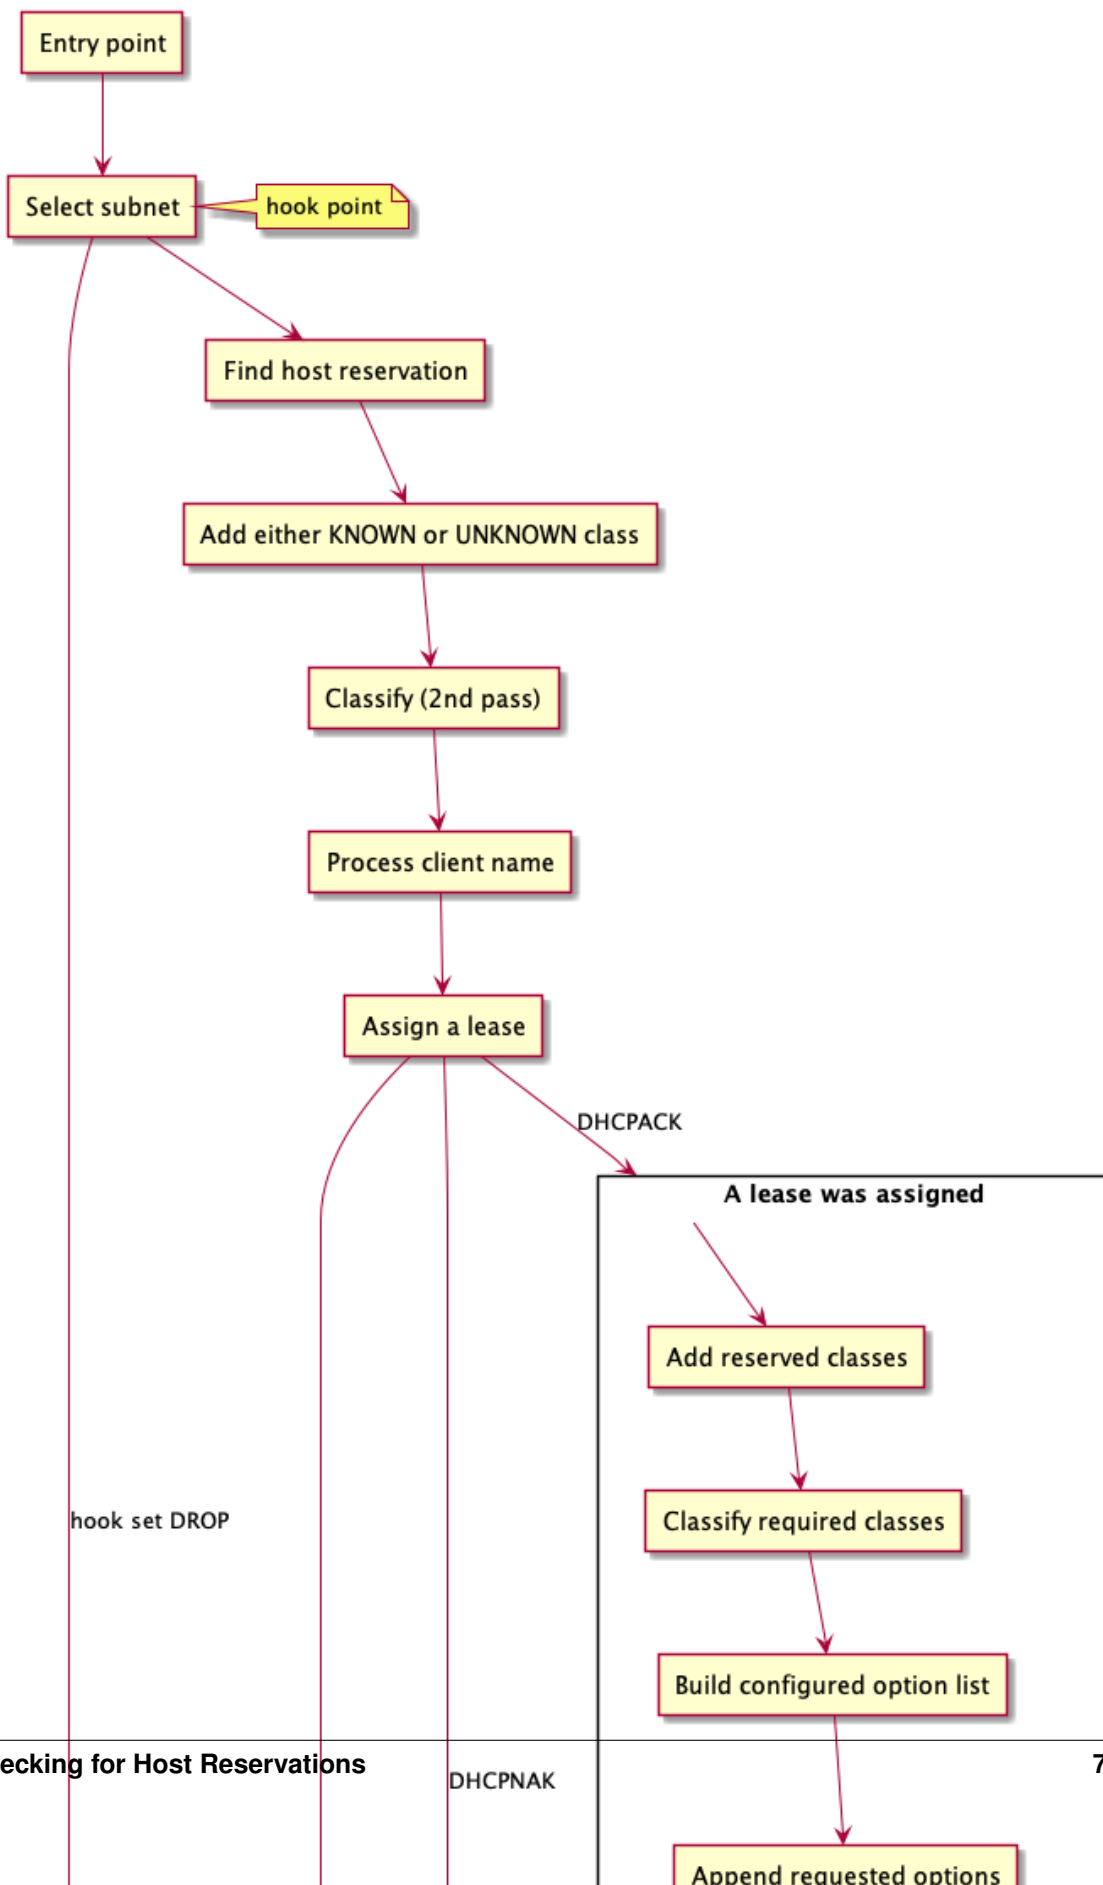 Entry point
Select subnet
hook point
Find host reservation
Add either KNOWN or UNKNOWN class
Classify (2nd pass)
Process client name
Assign a lease
DHCPACK
A lease was assigned
Add reserved classes
Classify required classes
hook set DROP
Build configured option list
ecking for Host Reservations
7
DHCPNAK
Append requested options